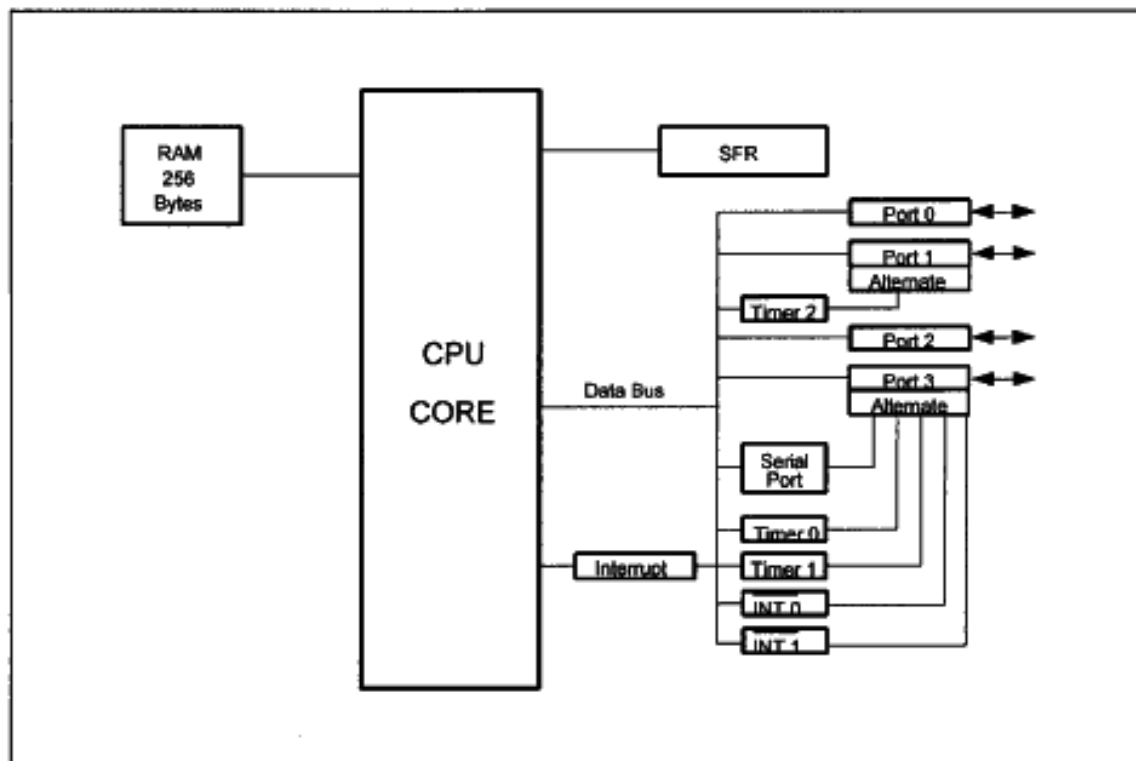 RAM
256
Bytes
SFR
Port 0
Port 1
Alternate
Timer 2
CPU
CORE
Port 2
Port 3
Data Bus
Alternate
Serial
Port
Timer 0
Interrupt
Timer 1
INT 0
INT 1